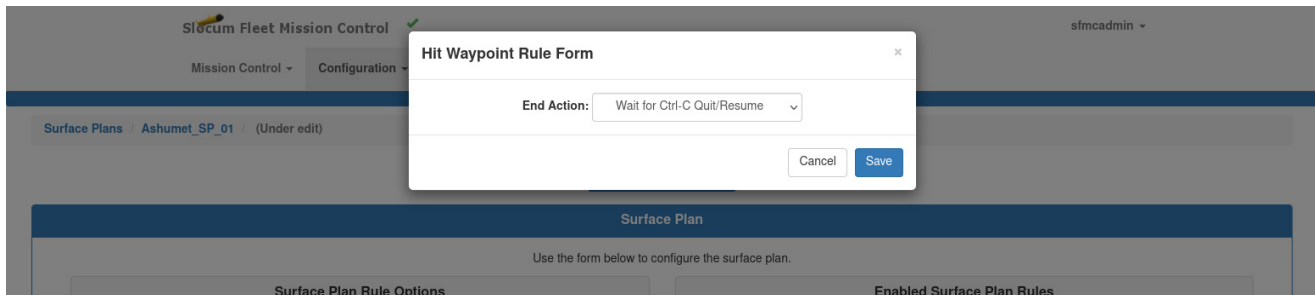 Slocum Fleet Mission Control
sfmcadmin
Mission Control
Configuration
Hit Waypoint Rule Form
×
End Action:
Wait for Ctrl-C Quit/Resume
Cancel
Save
Surface Plans / Ashumet_SP_01 / (Under edit)
Surface Plan
Use the form below to configure the surface plan.
Surface Plan Rule Options
Enabled Surface Plan Rules